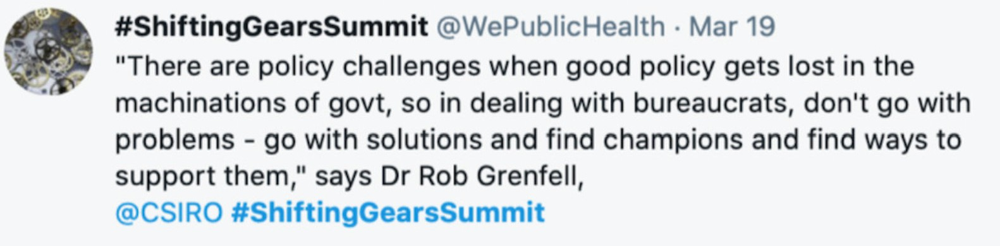 #ShiftingGearsSummit @WePublicHealth · Mar 19
"There are policy challenges when good policy gets lost in the
machinations of govt, so in dealing with bureaucrats, don't go with
problems - go with solutions and find champions and find ways to
support them," says Dr Rob Grenfell,
@CSIRO #ShiftingGearsSummit